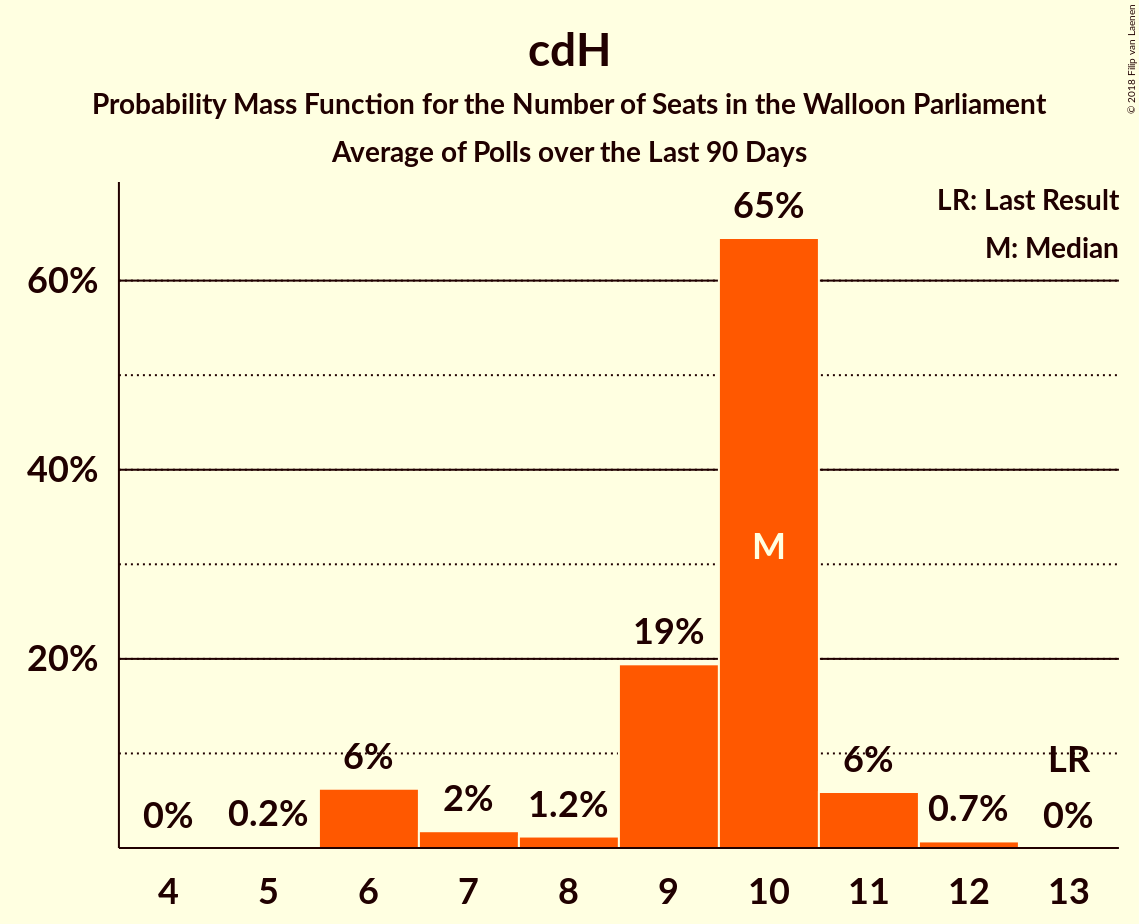 cdH
Probability Mass Function for the Number of Seats in the Walloon Parliament
Average of Polls over the Last 90 Days
© 2018 Filip van Laenen
LR: Last Result
M: Median
60%
40%
20%
0%
0.2%
6%
2%
1.2%
19%
65%
M
6%
0.7%
LR
0%
4 5 6 7 8 9 10 11 12 13